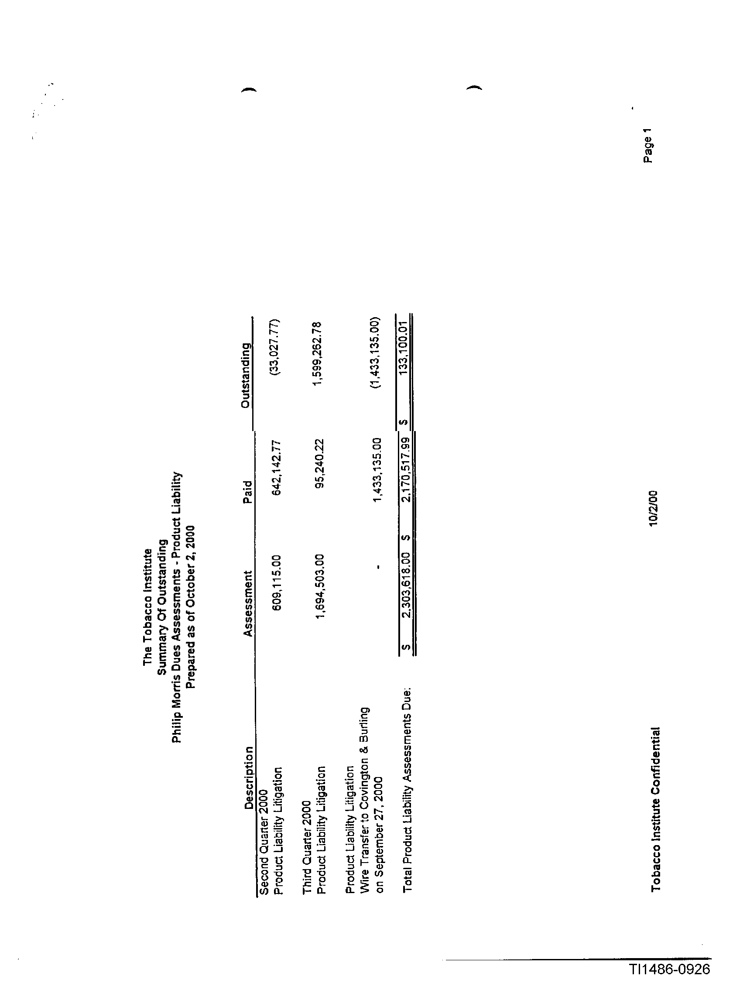 The Tobacco Institute
Summary Of Outstanding
Philip Morris Dues Assessments - Product Liability
Prepared as of October 2, 2000
Description Assessment Paid Outstanding
Second Quarter 2000
Product Liability Litigation 609,115.00 642,142.77 (33,027.77)
Third Quarter 2000
Product Liability Litigation 1,694,503.00 95,240.22 1,599,262.78
Product Liability Litigation
Wire Transfer to Covington & Burling - 1,433,135.00 (1,433,135.00)
on September 27, 2000
Total Product Liability Assessments Due: $ 2,303,618.00 $ 2,170,517.99 $ 133,100.01
Tobacco Institute Confidential 10/2/00 Page 1
TI1486-0926